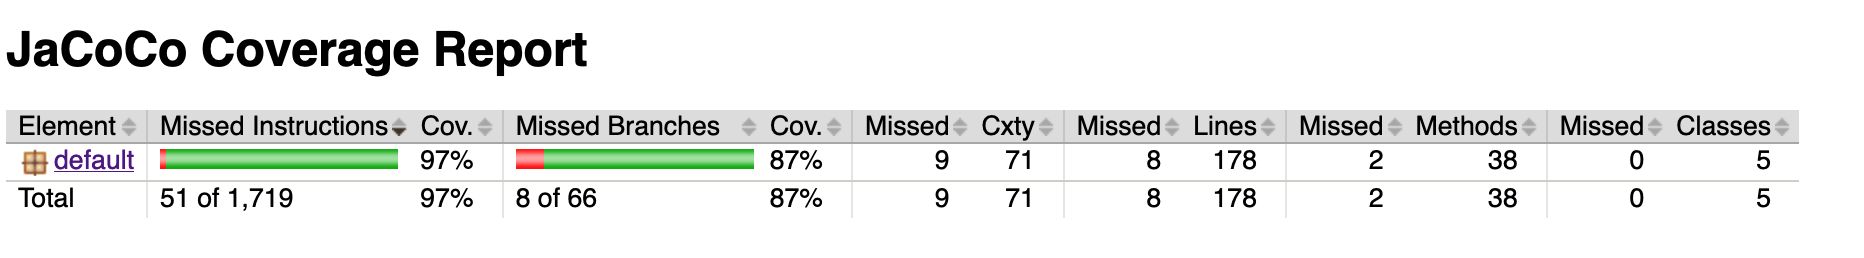 JaCoCo Coverage Report
Element Missed Instructions Cov. Missed Branches Cov. Missed Cxty Missed Lines Missed Methods Missed Classes
default 97% 87% 9 71 8 178 2 38 0 5
Total 51 of 1,719 97% 8 of 66 87% 9 71 8 178 2 38 0 5